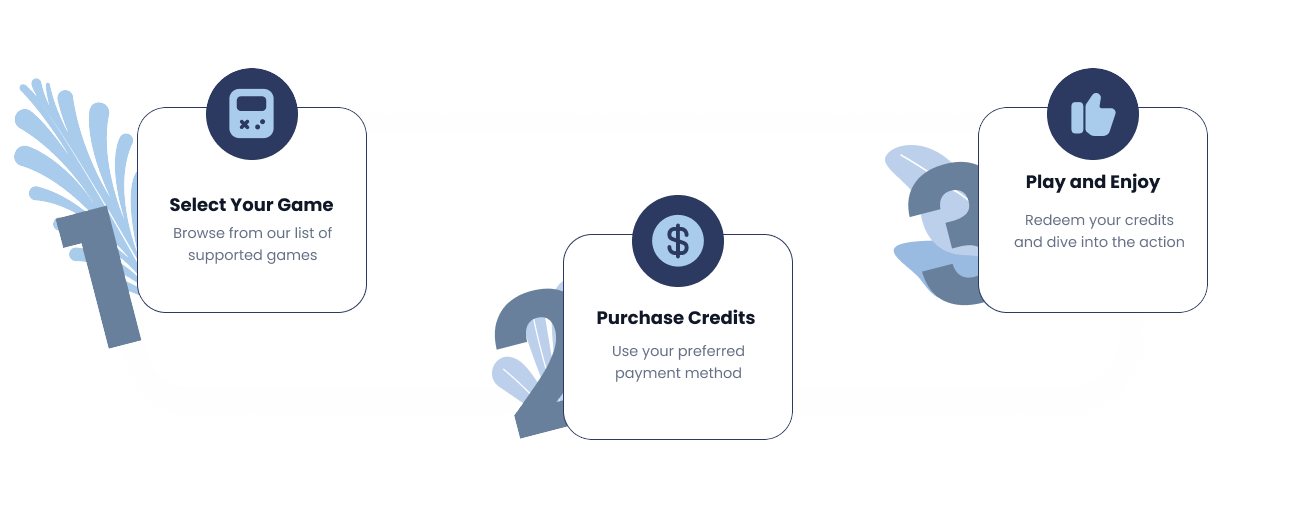 1
Select Your Game
Browse from our list of
supported games
2
Purchase Credits
Use your preferred
payment method
3
Play and Enjoy
Redeem your credits
and dive into the action